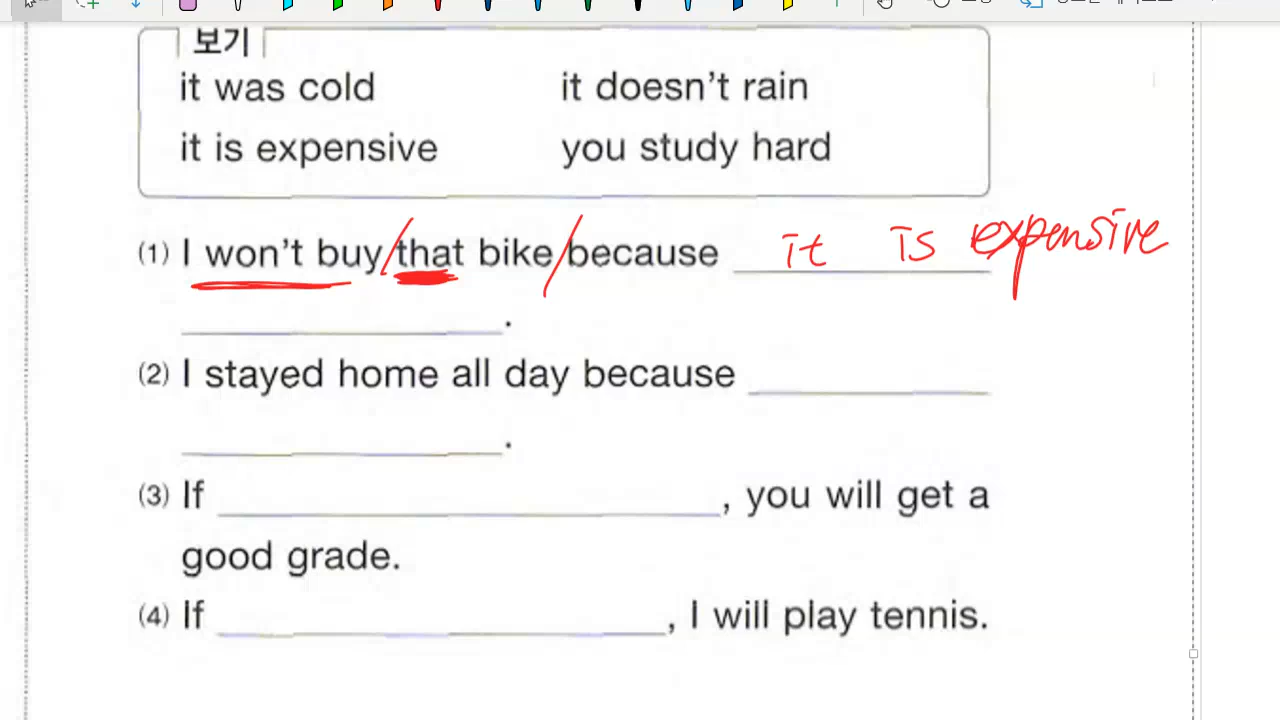 보기
it was cold it doesn't rain
it is expensive you study hard
(1) I won't buy/that bike/because it is expensive
.
(2) I stayed home all day because
.
(3) If , you will get a
good grade.
(4) If , I will play tennis.